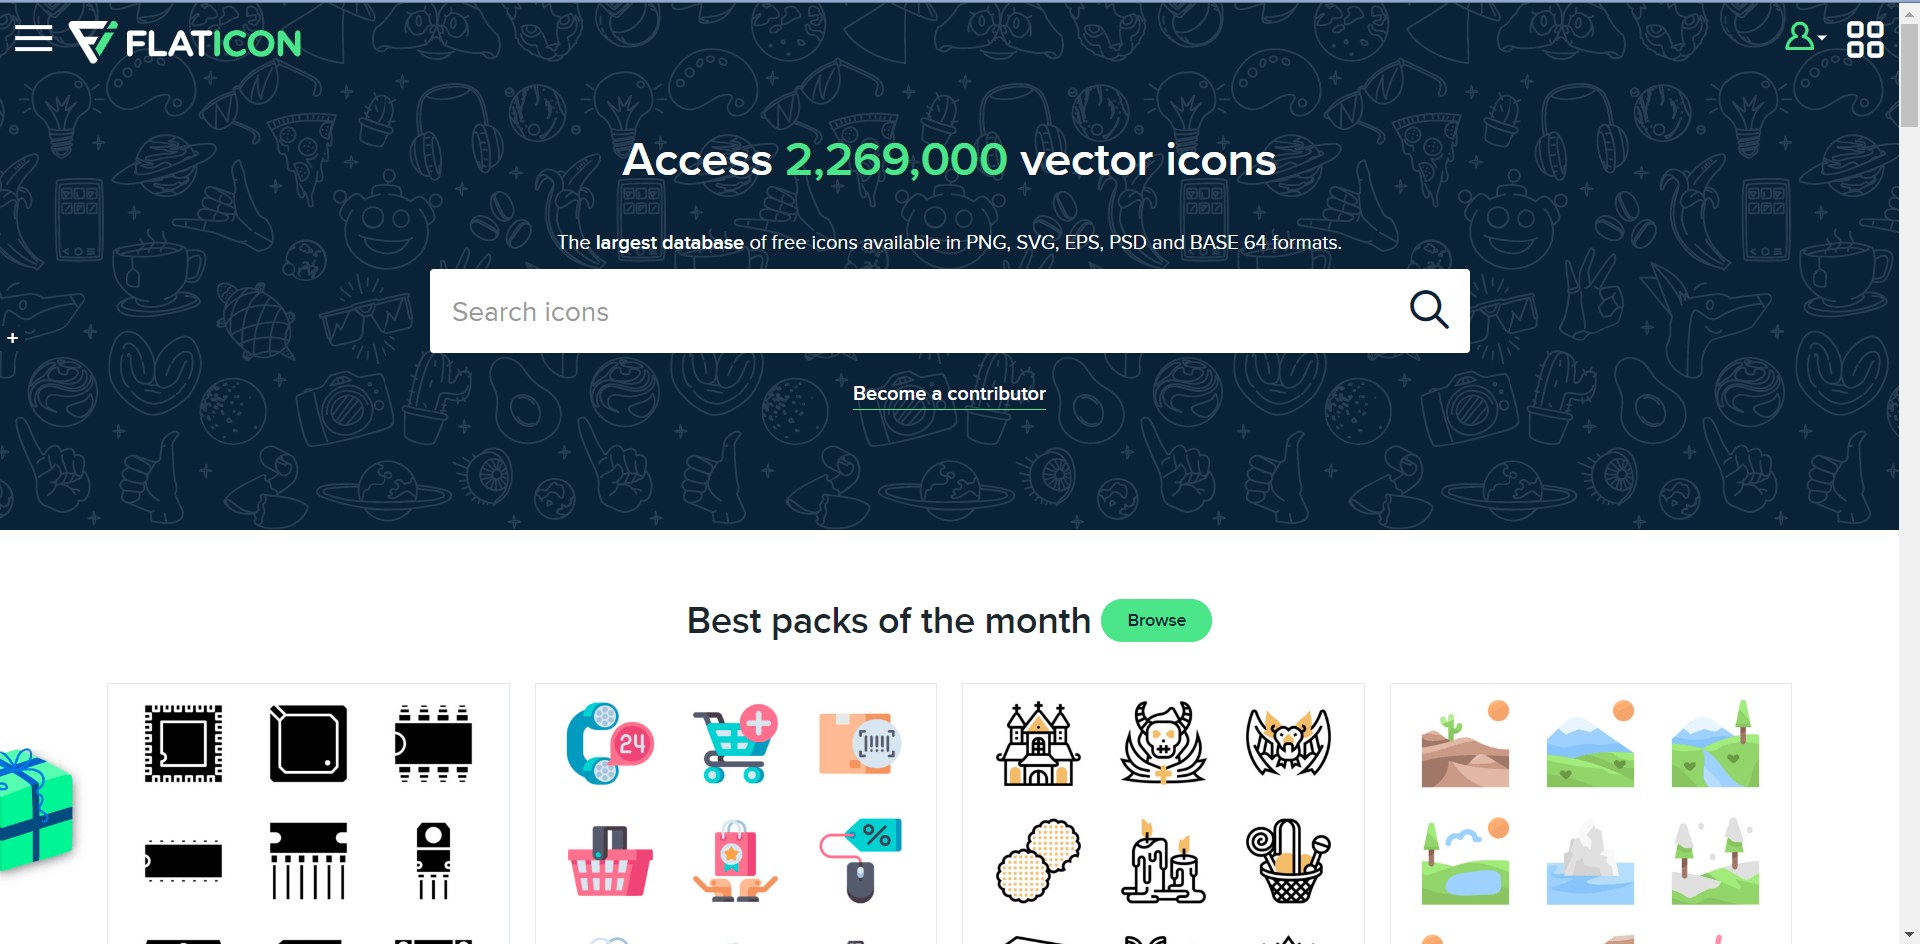 FLATICON
Access 2,269,000 vector icons
The largest database of free icons available in PNG, SVG, EPS, PSD and BASE 64 formats.
Search icons
+
Become a contributor
Best packs of the month
Browse
24
%